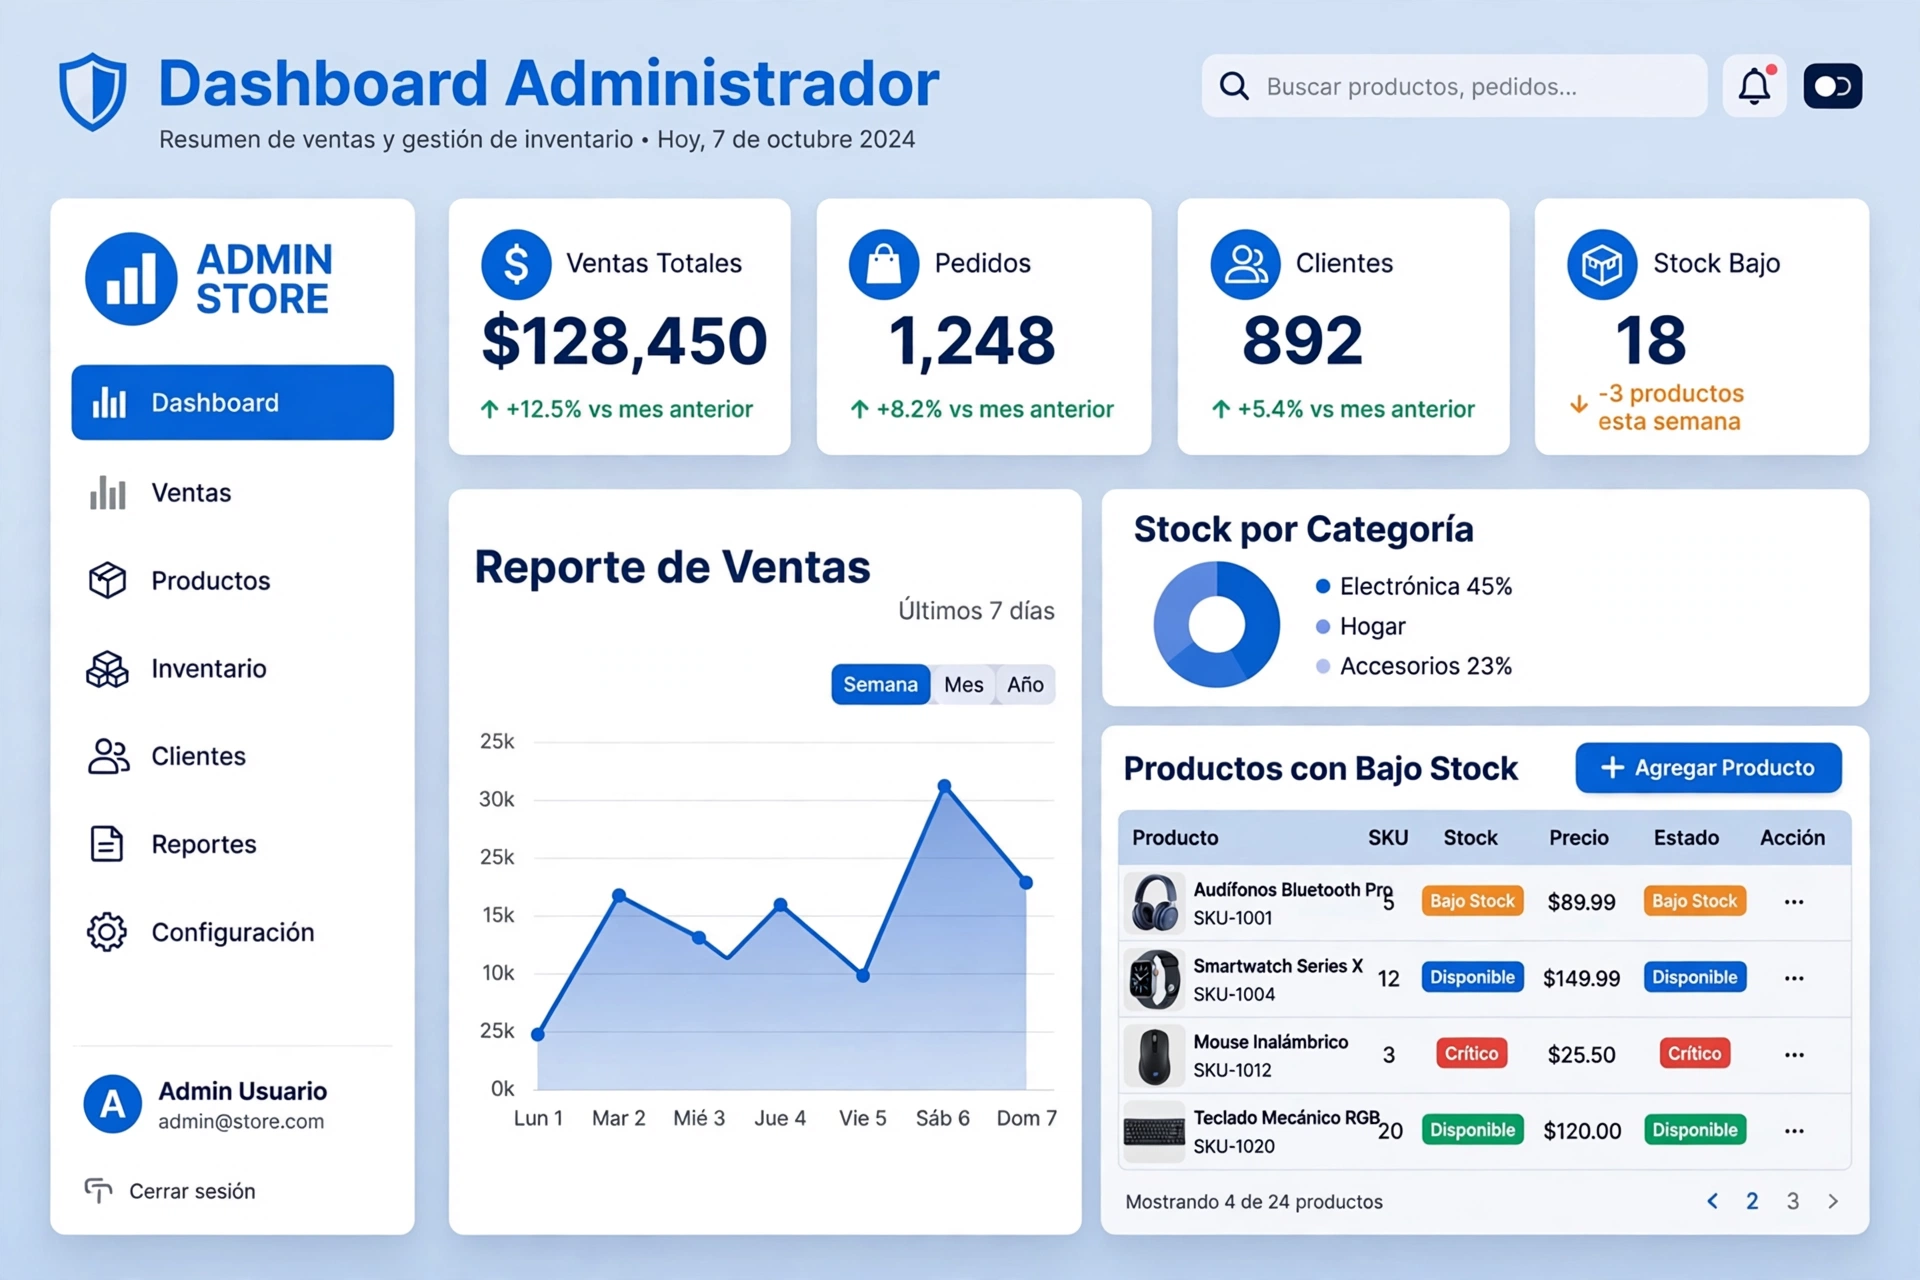 Dashboard Administrador
Resumen de ventas y gestión de inventario • Hoy, 7 de octubre 2024
Buscar productos, pedidos...
ADMIN
STORE
Dashboard
Ventas
Productos
Inventario
Clientes
Reportes
Configuración
A
Admin Usuario
admin@store.com
Cerrar sesión
$
Ventas Totales
$128,450
+12.5% vs mes anterior
Pedidos
1,248
+8.2% vs mes anterior
Clientes
892
+5.4% vs mes anterior
Stock Bajo
18
-3 productos
esta semana
Reporte de Ventas
Últimos 7 días
Semana Mes Año
25k
30k
25k
15k
10k
25k
0k
Lun 1 Mar 2 Mié 3 Jue 4 Vie 5 Sáb 6 Dom 7
Stock por Categoría
Electrónica 45%
Hogar
Accesorios 23%
Productos con Bajo Stock
+ Agregar Producto
Producto SKU Stock Precio Estado Acción
Audífonos Bluetooth Pro 5 Bajo Stock $89.99 Bajo Stock ...
SKU-1001
Smartwatch Series X 12 Disponible $149.99 Disponible ...
SKU-1004
Mouse Inalámbrico 3 Crítico $25.50 Crítico ...
SKU-1012
Teclado Mecánico RGB 20 Disponible $120.00 Disponible ...
SKU-1020
Mostrando 4 de 24 productos
< 2 3 >